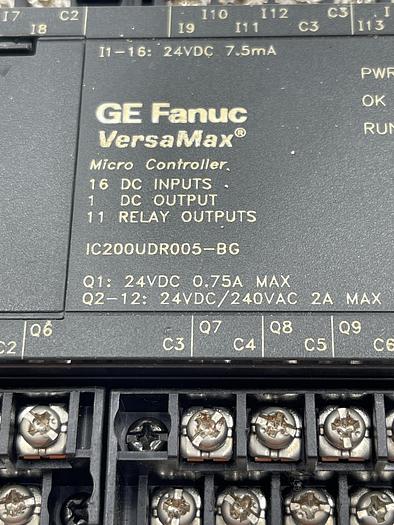 I7 C2 I10 I12 C3 I
I8 I9 I11 C3 I13
I1-16: 24VDC 7.5mA
PWR
GE Fanuc
OK
VersaMax®
RUN
Micro Controller
16 DC INPUTS
1 DC OUTPUT
11 RELAY OUTPUTS
IC200UDR005-BG
Q1: 24VDC 0.75A MAX
Q2-12: 24VDC/240VAC 2A MAX
Q6 Q7 Q8 Q9
C2 C3 C4 C5 C6